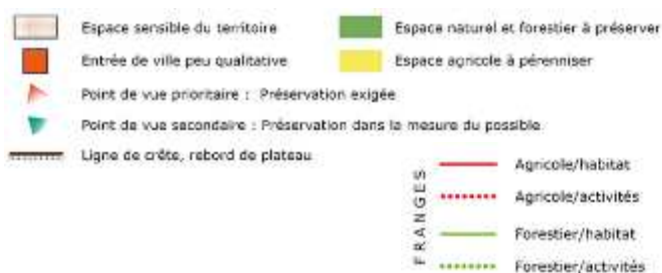 Espace sensible du territoire
Entrée de ville peu qualitative
Point de vue prioritaire : Préservation exigée
Point de vue secondaire : Préservation dans la mesure du possible
Ligne de crête, rebord de plateau
Espace naturel et forestier à préserver
Espace agricole à pérenniser
FRANGES
Agricole/habitat
Agricole/activités
Forestier/habitat
Forestier/activités